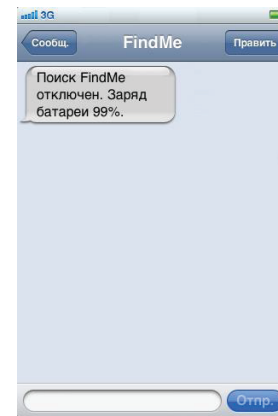 3G
Сообщ.
FindMe
Править
Поиск FindMe
отключен. Заряд
батареи 99%.
Отпр.